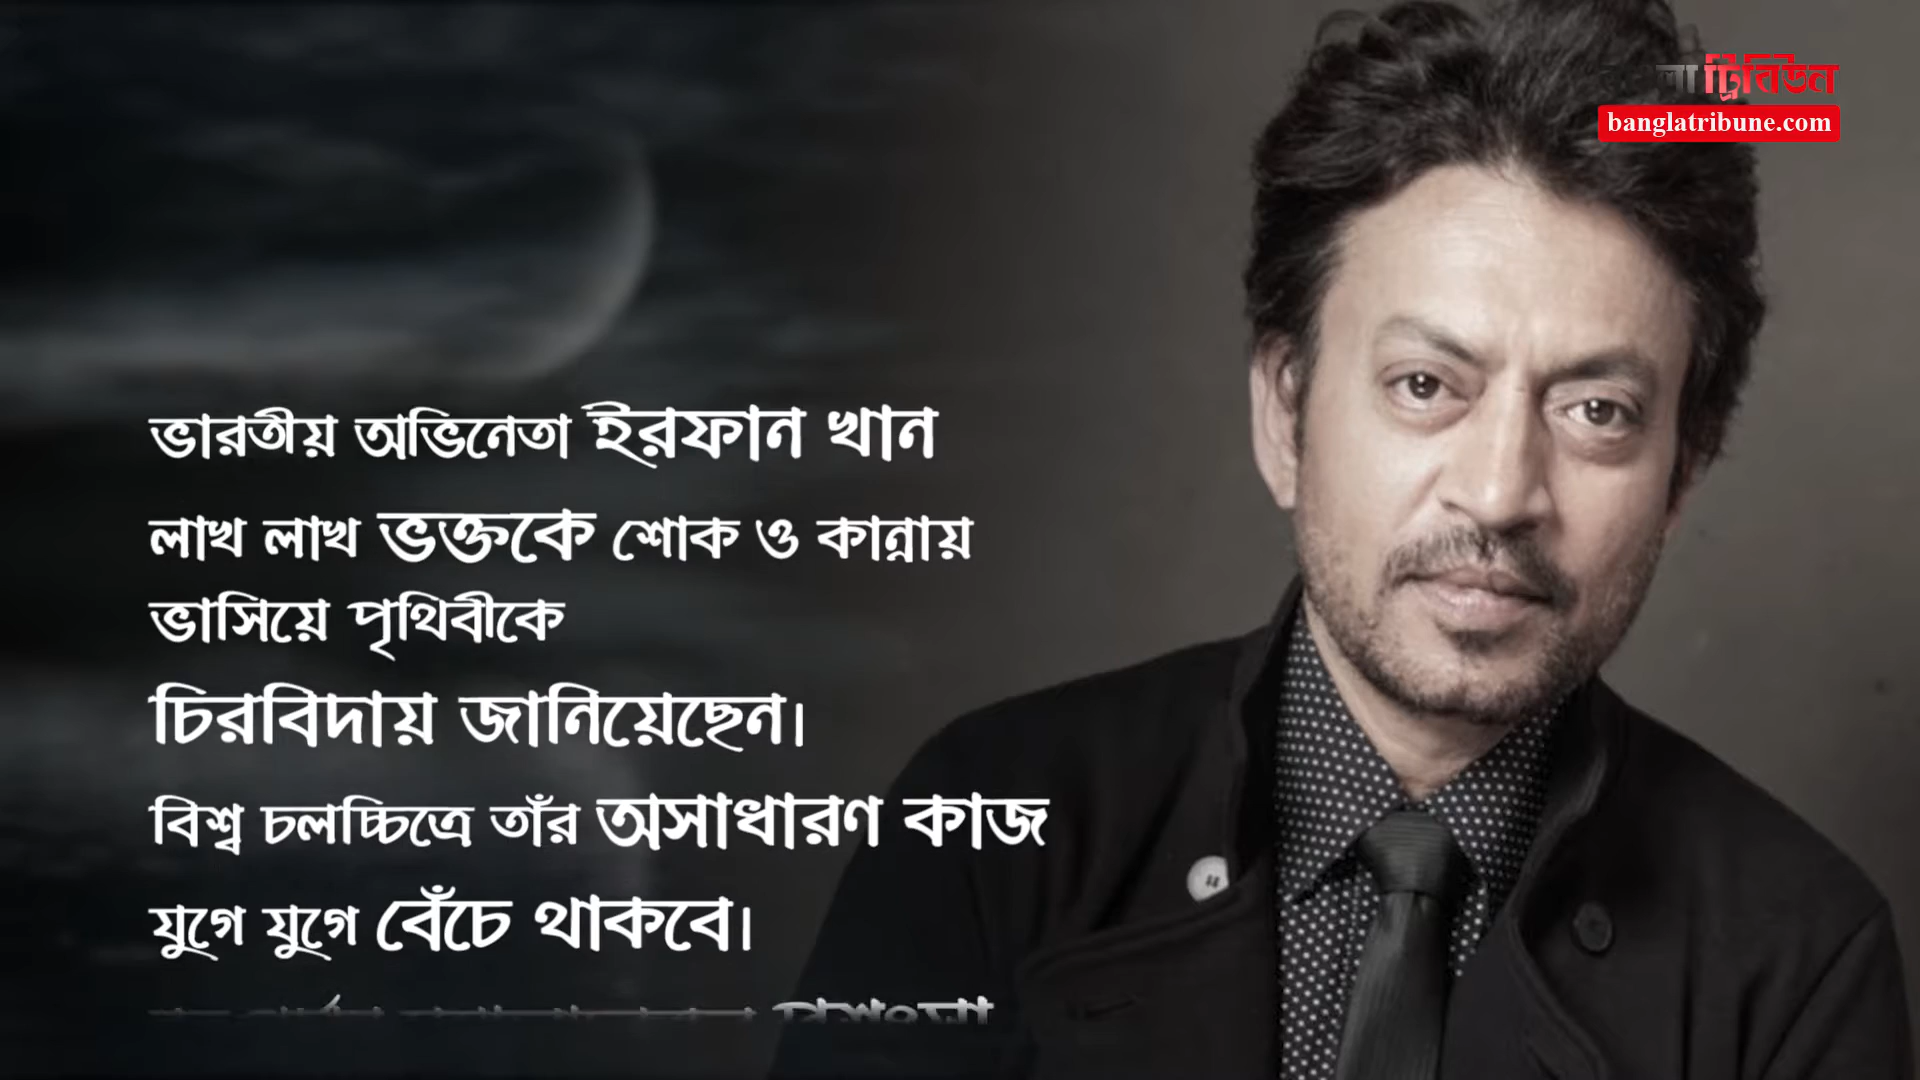 ট্রিবিউন
banglatribune.com
ভারতীয় অভিনেতা ইরফান খান
লাখ লাখ ভক্তকে শোক ও কান্নায়
ভাসিয়ে পৃথিবীকে
চিরবিদায় জানিয়েছেন।
বিশ্ব চলচ্চিত্রে তাঁর অসাধারণ কাজ
যুগে যুগে বেঁচে থাকবে।